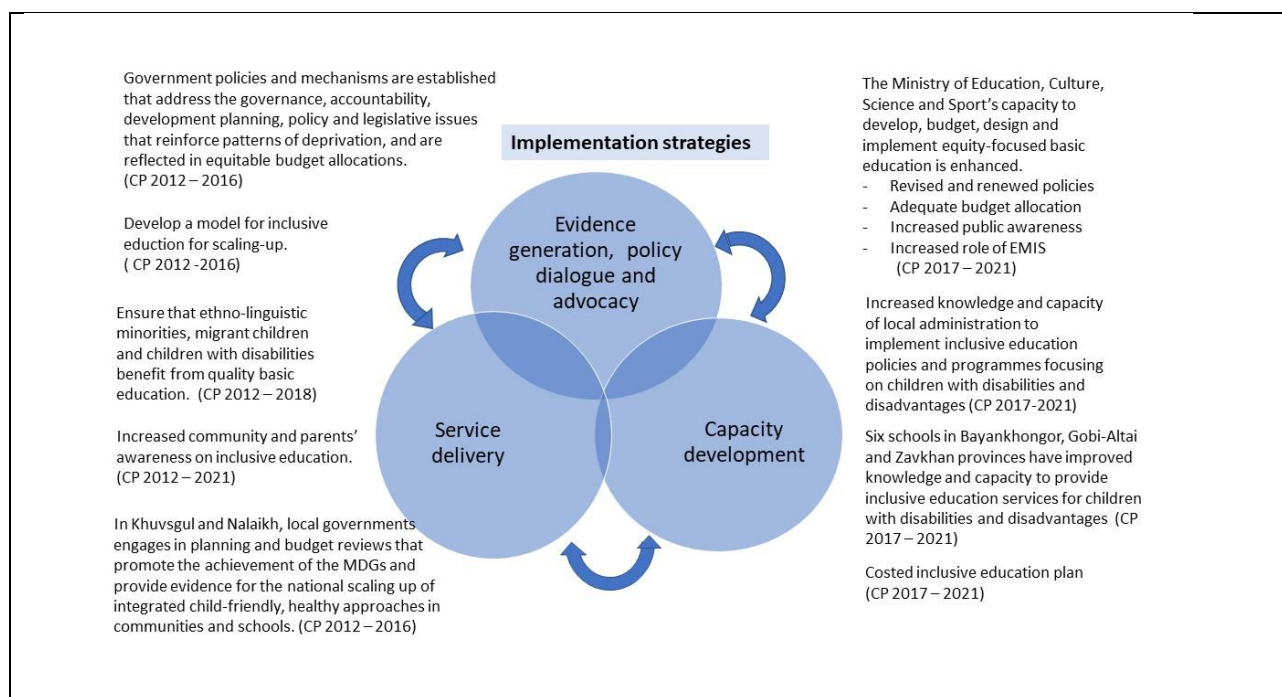 Government policies and mechanisms are established
that address the governance, accountability,
development planning, policy and legislative issues
that reinforce patterns of deprivation, and are
reflected in equitable budget allocations.
(CP 2012 – 2016)
Develop a model for inclusive
eduction for scaling-up.
( CP 2012 -2016)
Ensure that ethno-linguistic
minorities, migrant children
and children with disabilities
benefit from quality basic
education. (CP 2012 – 2018)
Increased community and parents’
awareness on inclusive education.
(CP 2012 – 2021)
In Khuvsgul and Nalaikh, local governments
engages in planning and budget reviews that
promote the achievement of the MDGs and
provide evidence for the national scaling up of
integrated child-friendly, healthy approaches in
communities and schools. (CP 2012 – 2016)
Implementation strategies
Evidence
generation, policy
dialogue and
advocacy
Service
delivery
Capacity
development
The Ministry of Education, Culture,
Science and Sport’s capacity to
develop, budget, design and
implement equity-focused basic
education is enhanced.
- Revised and renewed policies
- Adequate budget allocation
- Increased public awareness
- Increased role of EMIS
(CP 2017 – 2021)
Increased knowledge and capacity
of local administration to
implement inclusive education
policies and programmes focusing
on children with disabilities and
disadvantages (CP 2017-2021)
Six schools in Bayankhongor, Gobi-Altai
and Zavkhan provinces have improved
knowledge and capacity to provide
inclusive education services for children
with disabilities and disadvantages (CP
2017 – 2021)
Costed inclusive education plan
(CP 2017 – 2021)